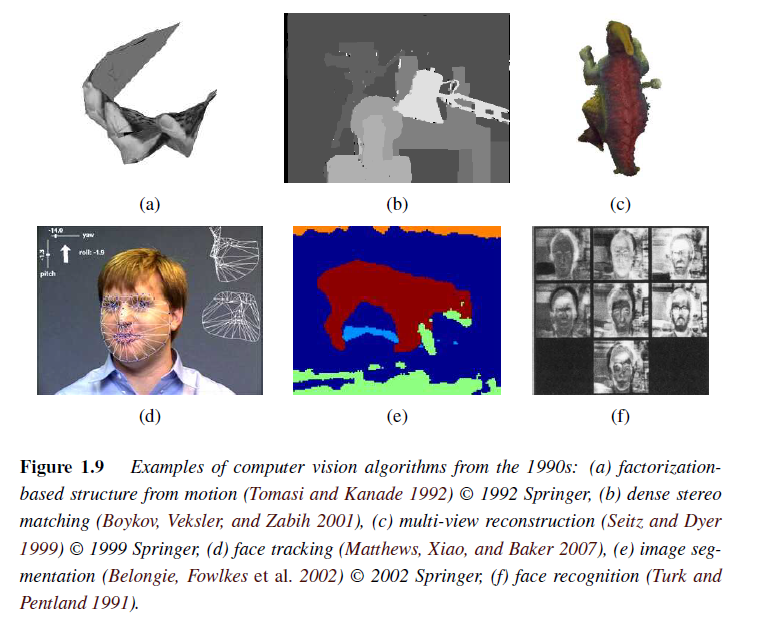 (a)
(b)
(c)
-14.0
yaw
roll: -1.9
pitch
(d)
(e)
(f)
Figure 1.9 Examples of computer vision algorithms from the 1990s: (a) factorization-
based structure from motion (Tomasi and Kanade 1992) © 1992 Springer, (b) dense stereo
matching (Boykov, Veksler, and Zabih 2001), (c) multi-view reconstruction (Seitz and Dyer
1999) © 1999 Springer, (d) face tracking (Matthews, Xiao, and Baker 2007), (e) image seg-
mentation (Belongie, Fowlkes et al. 2002) © 2002 Springer, (f) face recognition (Turk and
Pentland 1991).